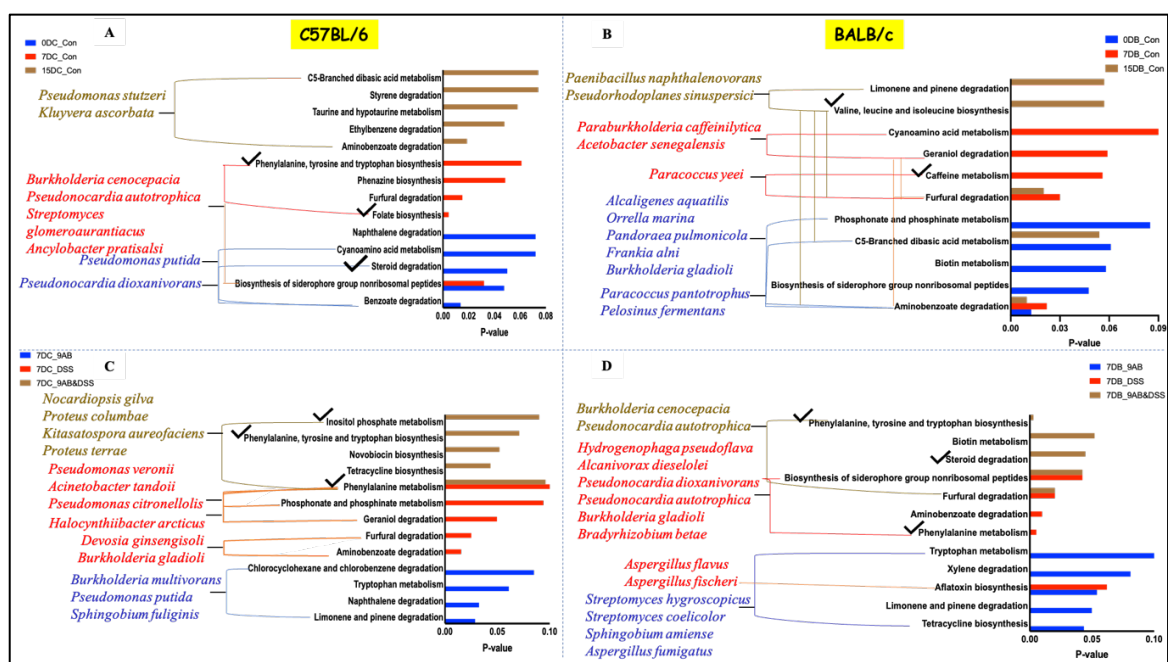 C57BL/6
BALB/c
A
0DC_Con
7DC_Con
15DC_Con
Pseudomonas stutzeri
Kluyvera ascorbata
Burkholderia cenocepacia
Pseudonocardia autotrophica
Streptomyces
glomeroaurantiacus
Ancylobacter pratisalsi
Pseudomonas putida
Pseudonocardia dioxanivorans
C5-Branched dibasic acid metabolism
Styrene degradation
Taurine and hypotaurine metabolism
Ethylbenzene degradation
Aminobenzoate degradation
Phenylalanine, tyrosine and tryptophan biosynthesis
Phenazine biosynthesis
Furfural degradation
Folate biosynthesis
Naphthalene degradation
Cyanoamino acid metabolism
Steroid degradation
Biosynthesis of siderophore group nonribosomal peptides
Benzoate degradation
0.00 0.02 0.04 0.06 0.08
P-value
B
0DB_Con
7DB_Con
15DB_Con
Paenibacillus naphthalenovorans
Pseudorhodoplanes sinuspersici
Paraburkholderia caffeinilytica
Acetobacter senegalensis
Paracoccus yeei
Alcaligenes aquatilis
Orrella marina
Pandoraea pulmonicola
Frankia alni
Burkholderia gladioli
Paracoccus pantotrophus
Pelosinus fermentans
Limonene and pinene degradation
Valine, leucine and isoleucine biosynthesis
Cyanoamino acid metabolism
Geraniol degradation
Caffeine metabolism
Furfural degradation
Phosphonate and phosphinate metabolism
C5-Branched dibasic acid metabolism
Biotin metabolism
Biosynthesis of siderophore group nonribosomal peptides
Aminobenzoate degradation
0.00 0.03 0.06 0.09
P-value
C
7DC_9AB
7DC_DSS
7DC_9AB&DSS
Nocardiopsis gilva
Proteus columbae
Kitasatospora aureofaciens
Proteus terrae
Pseudomonas veronii
Acinetobacter tandoii
Pseudomonas citronellolis
Halocynthiibacter arcticus
Devosia ginsengisoli
Burkholderia gladioli
Burkholderia multivorans
Pseudomonas putida
Sphingobium fuliginis
Inositol phosphate metabolism
Phenylalanine, tyrosine and tryptophan biosynthesis
Novobiocin biosynthesis
Tetracycline biosynthesis
Phenylalanine metabolism
Phosphonate and phosphinate metabolism
Geraniol degradation
Furfural degradation
Aminobenzoate degradation
Chlorocyclohexane and chlorobenzene degradation
Tryptophan metabolism
Naphthalene degradation
Limonene and pinene degradation
0.00 0.05 0.10
P-value
D
7DB_9AB
7DB_DSS
7DB_9AB&DSS
Burkholderia cenocepacia
Pseudonocardia autotrophica
Hydrogenophaga pseudoflava
Alcanivorax dieselolei
Pseudonocardia dioxanivorans
Pseudonocardia autotrophica
Burkholderia gladioli
Bradyrhizobium betae
Aspergillus flavus
Aspergillus fischeri
Streptomyces hygroscopicus
Streptomyces coelicolor
Sphingobium amiense
Aspergillus fumigatus
Phenylalanine, tyrosine and tryptophan biosynthesis
Biotin metabolism
Steroid degradation
Biosynthesis of siderophore group nonribosomal peptides
Furfural degradation
Aminobenzoate degradation
Phenylalanine metabolism
Tryptophan metabolism
Xylene degradation
Aflatoxin biosynthesis
Limonene and pinene degradation
Tetracycline biosynthesis
0.00 0.05 0.10
P-value